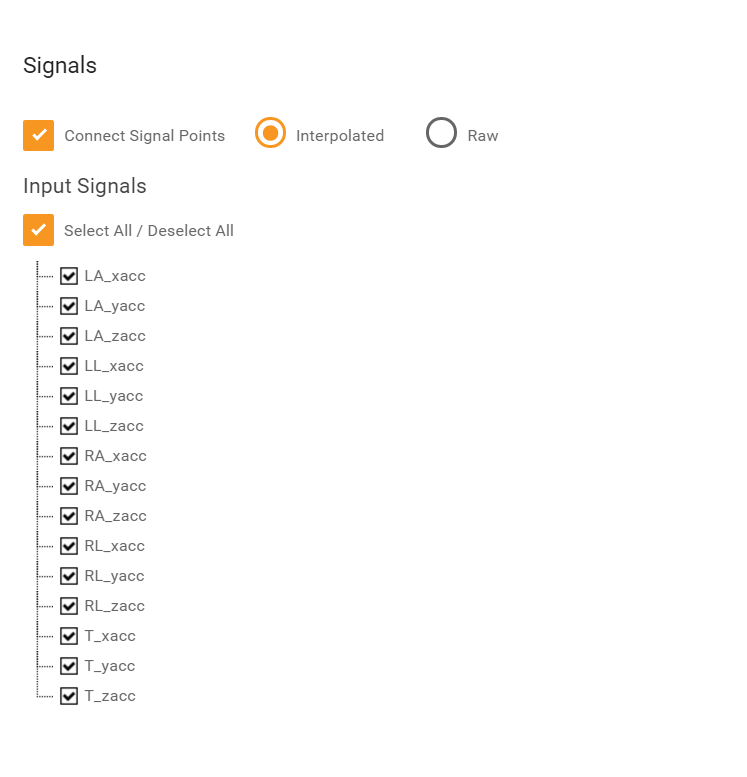 Signals
Connect Signal Points Interpolated Raw
Input Signals
Select All / Deselect All
LA_xacc
LA_yacc
LA_zacc
LL_xacc
LL_yacc
LL_zacc
RA_xacc
RA_yacc
RA_zacc
RL_xacc
RL_yacc
RL_zacc
T_xacc
T_yacc
T_zacc